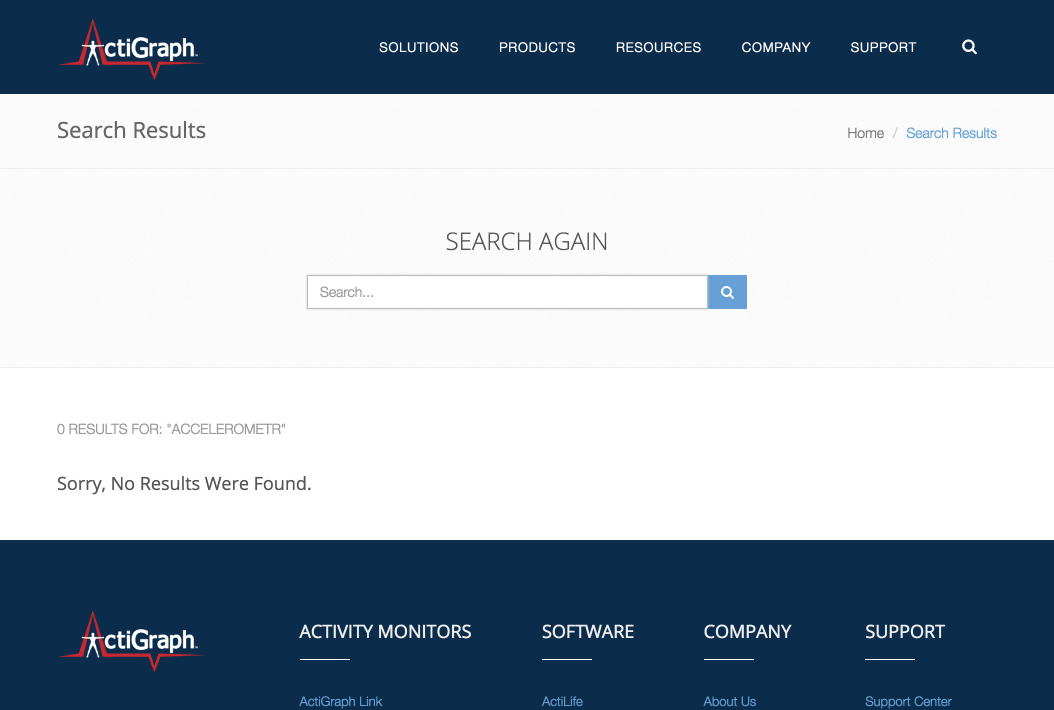 ActiGraph
SOLUTIONS PRODUCTS RESOURCES COMPANY SUPPORT
Search Results
Home / Search Results
SEARCH AGAIN
Search...
0 RESULTS FOR: "ACCELEROMETR"
Sorry, No Results Were Found.
ActiGraph
ACTIVITY MONITORS SOFTWARE COMPANY SUPPORT
ActiGraph Link ActiLife About Us Support Center